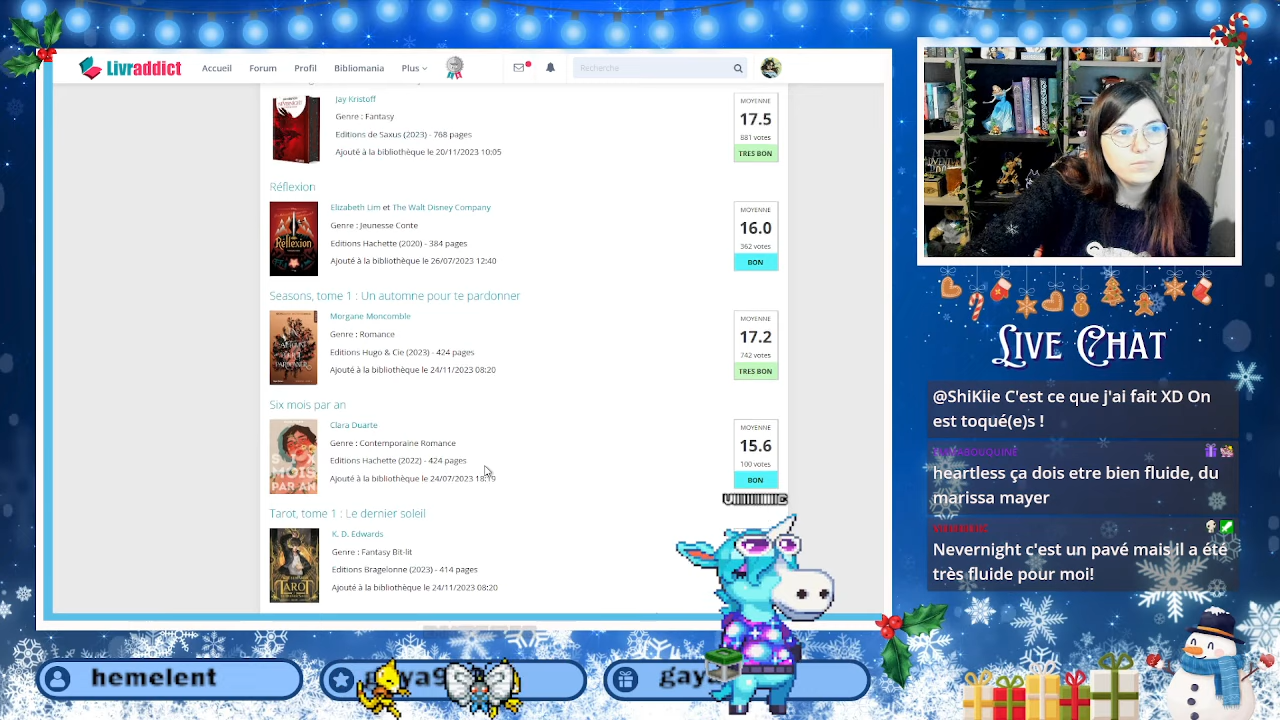 Livraddict
Accueil
Forum
Profil
Bibliomania
Plus
Recherche
Jay Kristoff
Genre : Fantasy
Editions de Saxus (2023) - 768 pages
Ajouté à la bibliothèque le 20/11/2023 10:05
MOYENNE
17.5
881 votes
TRES BON
Réflexion
Réflexion
Elizabeth Lim et The Walt Disney Company
Genre : Jeunesse Conte
Editions Hachette (2020) - 384 pages
Ajouté à la bibliothèque le 26/07/2023 12:40
MOYENNE
16.0
362 votes
BON
Seasons, tome 1 : Un automne pour te pardonner
Morgane Moncomble
Genre : Romance
Editions Hugo & Cie (2023) - 424 pages
Ajouté à la bibliothèque le 24/11/2023 08:20
MOYENNE
17.2
742 votes
TRES BON
Six mois par an
MOIS
PAR AN
Clara Duarte
Genre : Contemporaine Romance
Editions Hachette (2022) - 424 pages
Ajouté à la bibliothèque le 24/07/2023 18:19
MOYENNE
15.6
100 votes
BON
Tarot, tome 1 : Le dernier soleil
TAROT
K. D. Edwards
Genre : Fantasy Bit-lit
Editions Bragelonne (2023) - 414 pages
Ajouté à la bibliothèque le 24/11/2023 08:20
LIVE CHAT
@ShiKiie C'est ce que j'ai fait XD On
est toqué(e)s !
heartless ça dois etre bien fluide, du
marissa mayer
Nevernight c'est un pavé mais il a été
très fluide pour moi!
hemelent